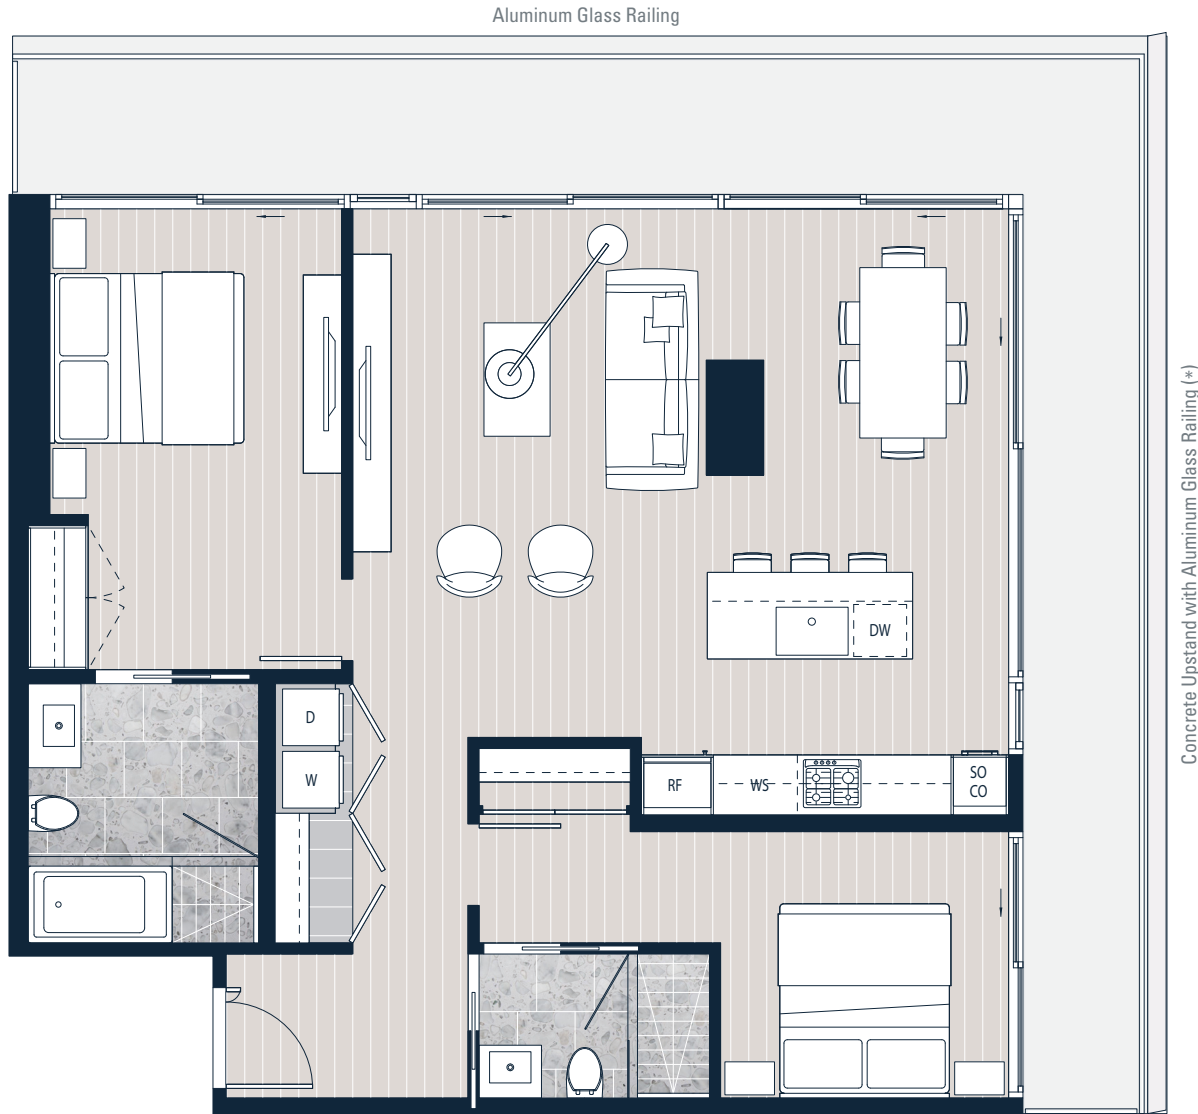 Aluminum Glass Railing
Concrete Upstand with Aluminum Glass Railing (*)
DW
D
W
RF
WS
SO
CO